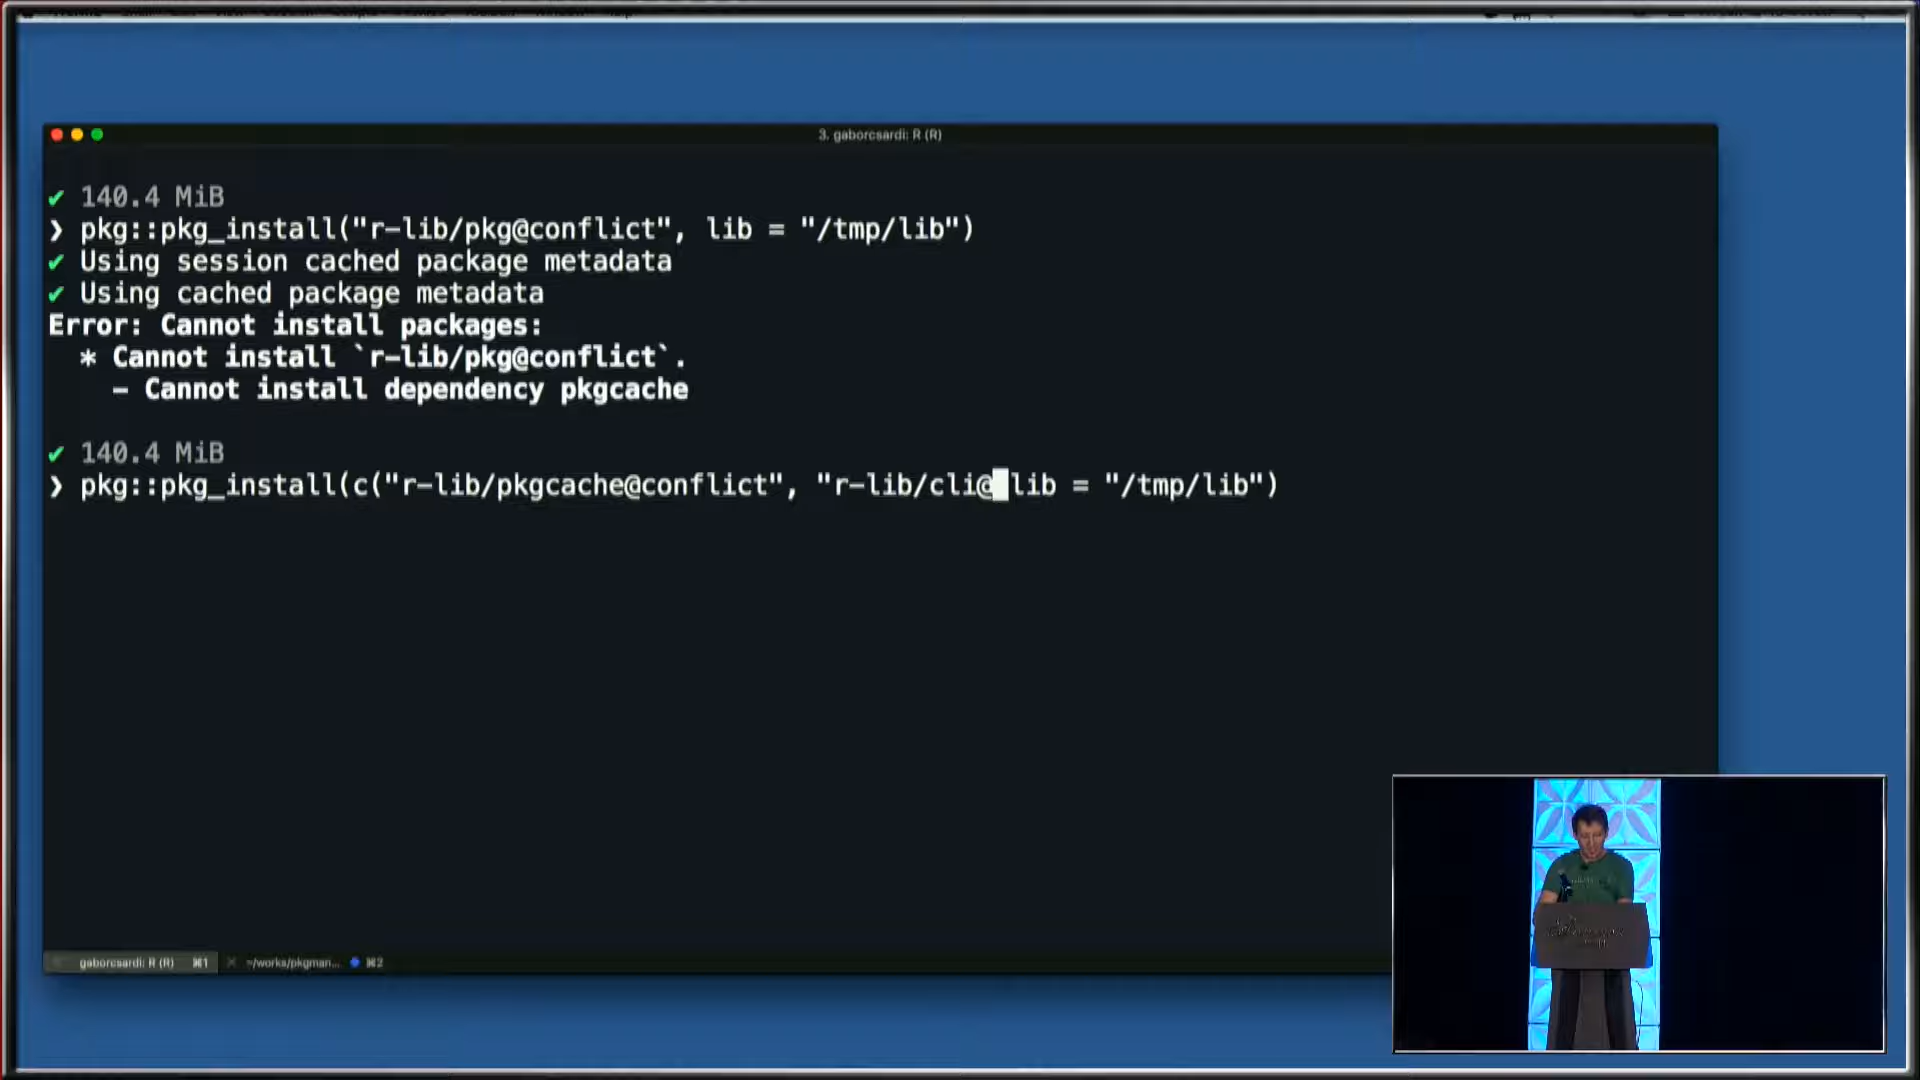 3. gaborcsardi: R (R)
✔ 140.4 MiB
❯ pkg::pkg_install("r-lib/pkg@conflict", lib = "/tmp/lib")
✔ Using session cached package metadata
✔ Using cached package metadata
Error: Cannot install packages:
* Cannot install `r-lib/pkg@conflict`.
- Cannot install dependency pkgcache
✔ 140.4 MiB
❯ pkg::pkg_install(c("r-lib/pkgcache@conflict", "r-lib/cli@ lib = "/tmp/lib")
gaborcsardi: R (R) ⌘1 ~/works/pkgman... ⌘2